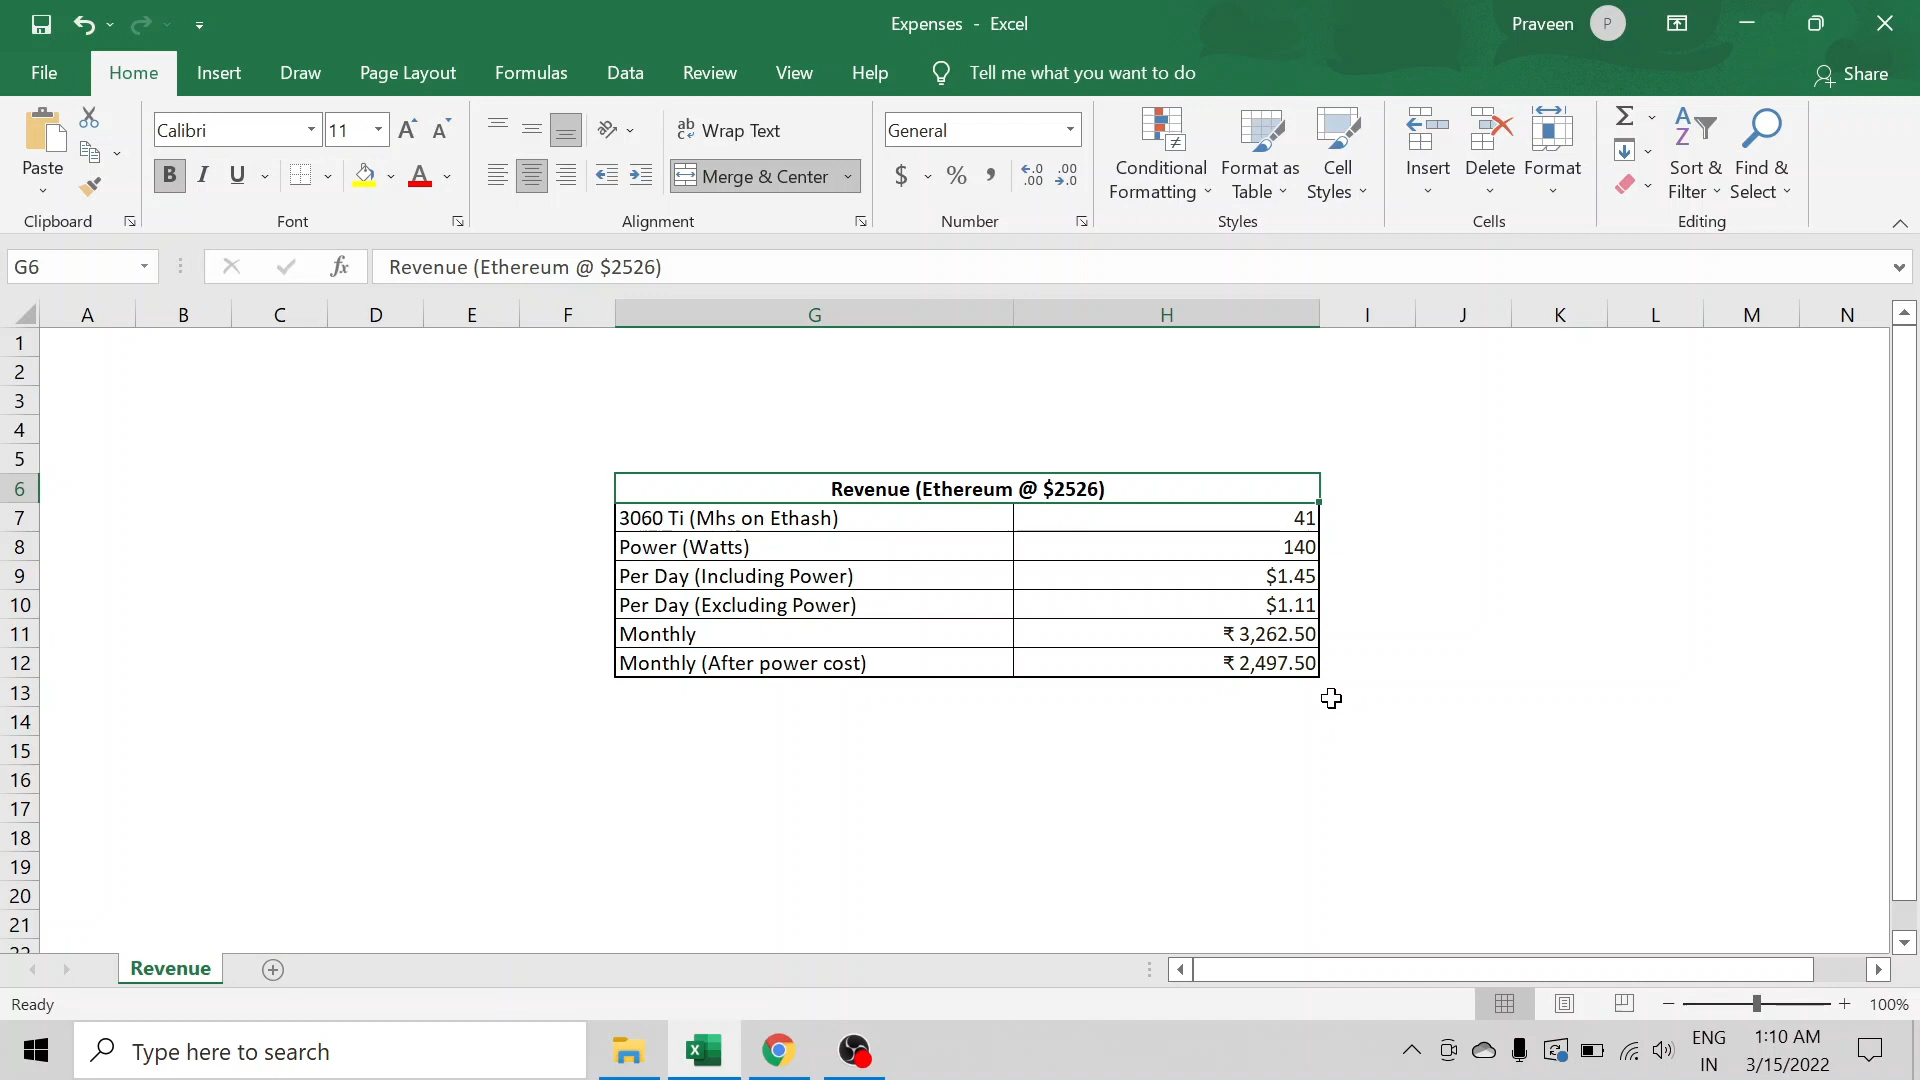 Expenses - Excel
Praveen P
File Home Insert Draw Page Layout Formulas Data Review View Help Tell me what you want to do Share
Paste
Calibri 11
B I U A
A A
ab Wrap Text
Merge & Center
General
$ % ,
Conditional Formatting
Format as Table
Cell Styles
Insert
Delete
Format
Sort & Filter
Find & Select
Clipboard Font Alignment Number Styles Cells Editing
G6 fx Revenue (Ethereum @ $2526)
A B C D E F G H I J K L M N
1
2
3
4
5
6 Revenue (Ethereum @ $2526)
7 3060 Ti (Mhs on Ethash) 41
8 Power (Watts) 140
9 Per Day (Including Power) $1.45
10 Per Day (Excluding Power) $1.11
11 Monthly ₹ 3,262.50
12 Monthly (After power cost) ₹ 2,497.50
13
14
15
16
17
18
19
20
21
22
Revenue
Ready 100%
Type here to search
ENG
IN
1:10 AM
3/15/2022